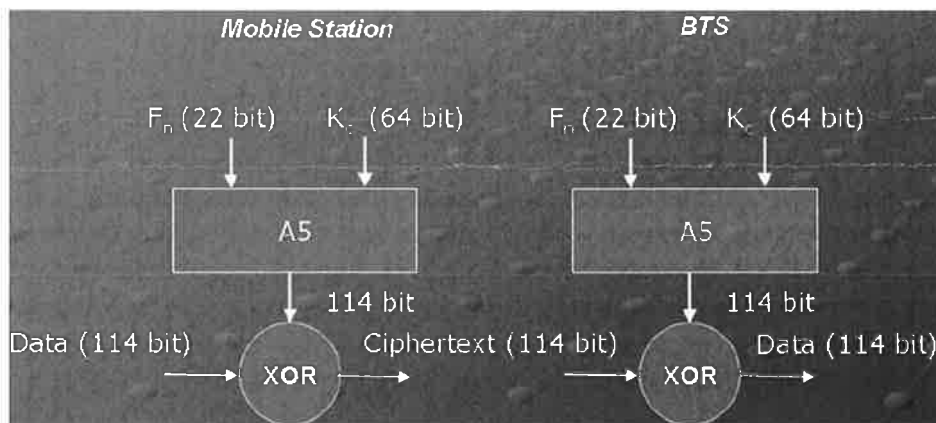 Mobile Station BTS
Fn (22 bit) Kc (64 bit) Fn (22 bit) Kc (64 bit)
A5 A5
114 bit 114 bit
Data (114 bit) Ciphertext (114 bit) Data (114 bit)
XOR XOR